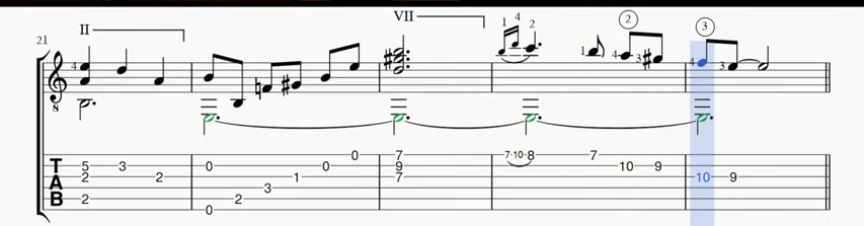 II VII
1 4 2 2 3
21 4 1 4 3 4 3
8
0 7 7 10 8 7
T 5 3 0 0 9 10 9
A 2 2 1 7 10 9
B 3
2 2
0